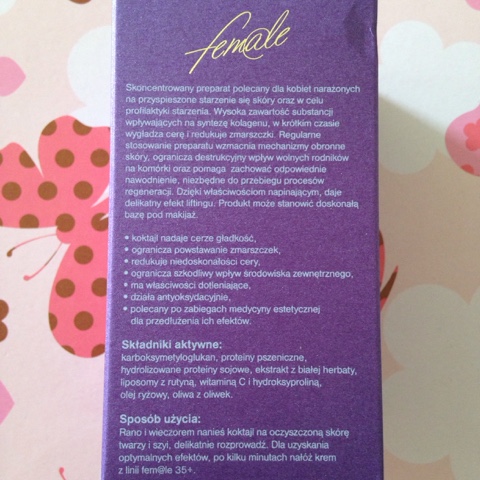 fem@le
Skoncentrowany preparat polecany dla kobiet narażonych
na przyspieszone starzenie się skóry oraz w celu
profilaktyki starzenia. Wysoka zawartość substancji
wpływających na syntezę kolagenu, w krótkim czasie
wygładza cerę i redukuje zmarszczki. Regularne
stosowanie preparatu wzmacnia mechanizmy obronne
skóry, ogranicza destrukcyjny wpływ wolnych rodników
na komórki oraz pomaga zachować odpowiednie
nawodnienie, niezbędne do przebiegu procesów
regeneracji. Dzięki właściwościom napinającym, daje
delikatny efekt liftingu. Produkt może stanowić doskonałą
bazę pod makijaż.
• koktajl nadaje cerze gładkość,
• ogranicza powstawanie zmarszczek,
• redukuje niedoskonałości cery,
• ogranicza szkodliwy wpływ środowiska zewnętrznego,
• ma właściwości dotleniające,
• działa antyoksydacyjnie,
• polecany po zabiegach medycyny estetycznej
dla przedłużenia ich efektów.
Składniki aktywne:
karboksymetyloglukan, proteiny pszeniczne,
hydrolizowane proteiny sojowe, ekstrakt z białej herbaty,
liposomy z rutyną, witaminą C i hydroksyproliną,
olej ryżowy, oliwa z oliwek.
Sposób użycia:
Rano i wieczorem nanieś koktajl na oczyszczoną skórę
twarzy i szyi, delikatnie rozprowadź. Dla uzyskania
optymalnych efektów, po kilku minutach nałóż krem
z linii fem@le 35+.